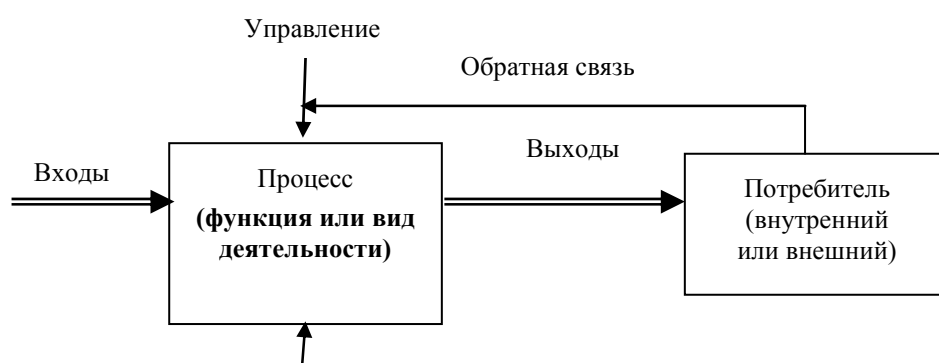 Управление
Обратная связь
Входы
Процесс
(функция или вид
деятельности)
Выходы
Потребитель
(внутренний
или внешний)